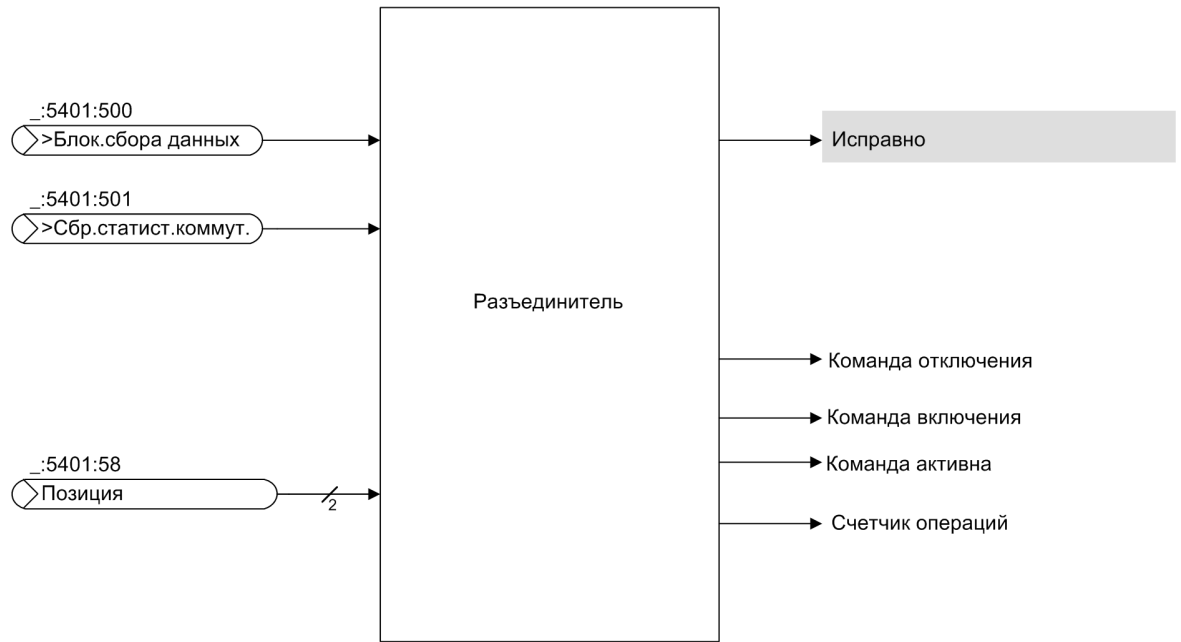 _:5401:500
>Блок.сбора данных
Исправно
_:5401:501
>Сбр.статист.коммут.
Разъединитель
Команда отключения
Команда включения
_:5401:58
Команда активна
Позиция
2
Счетчик операций